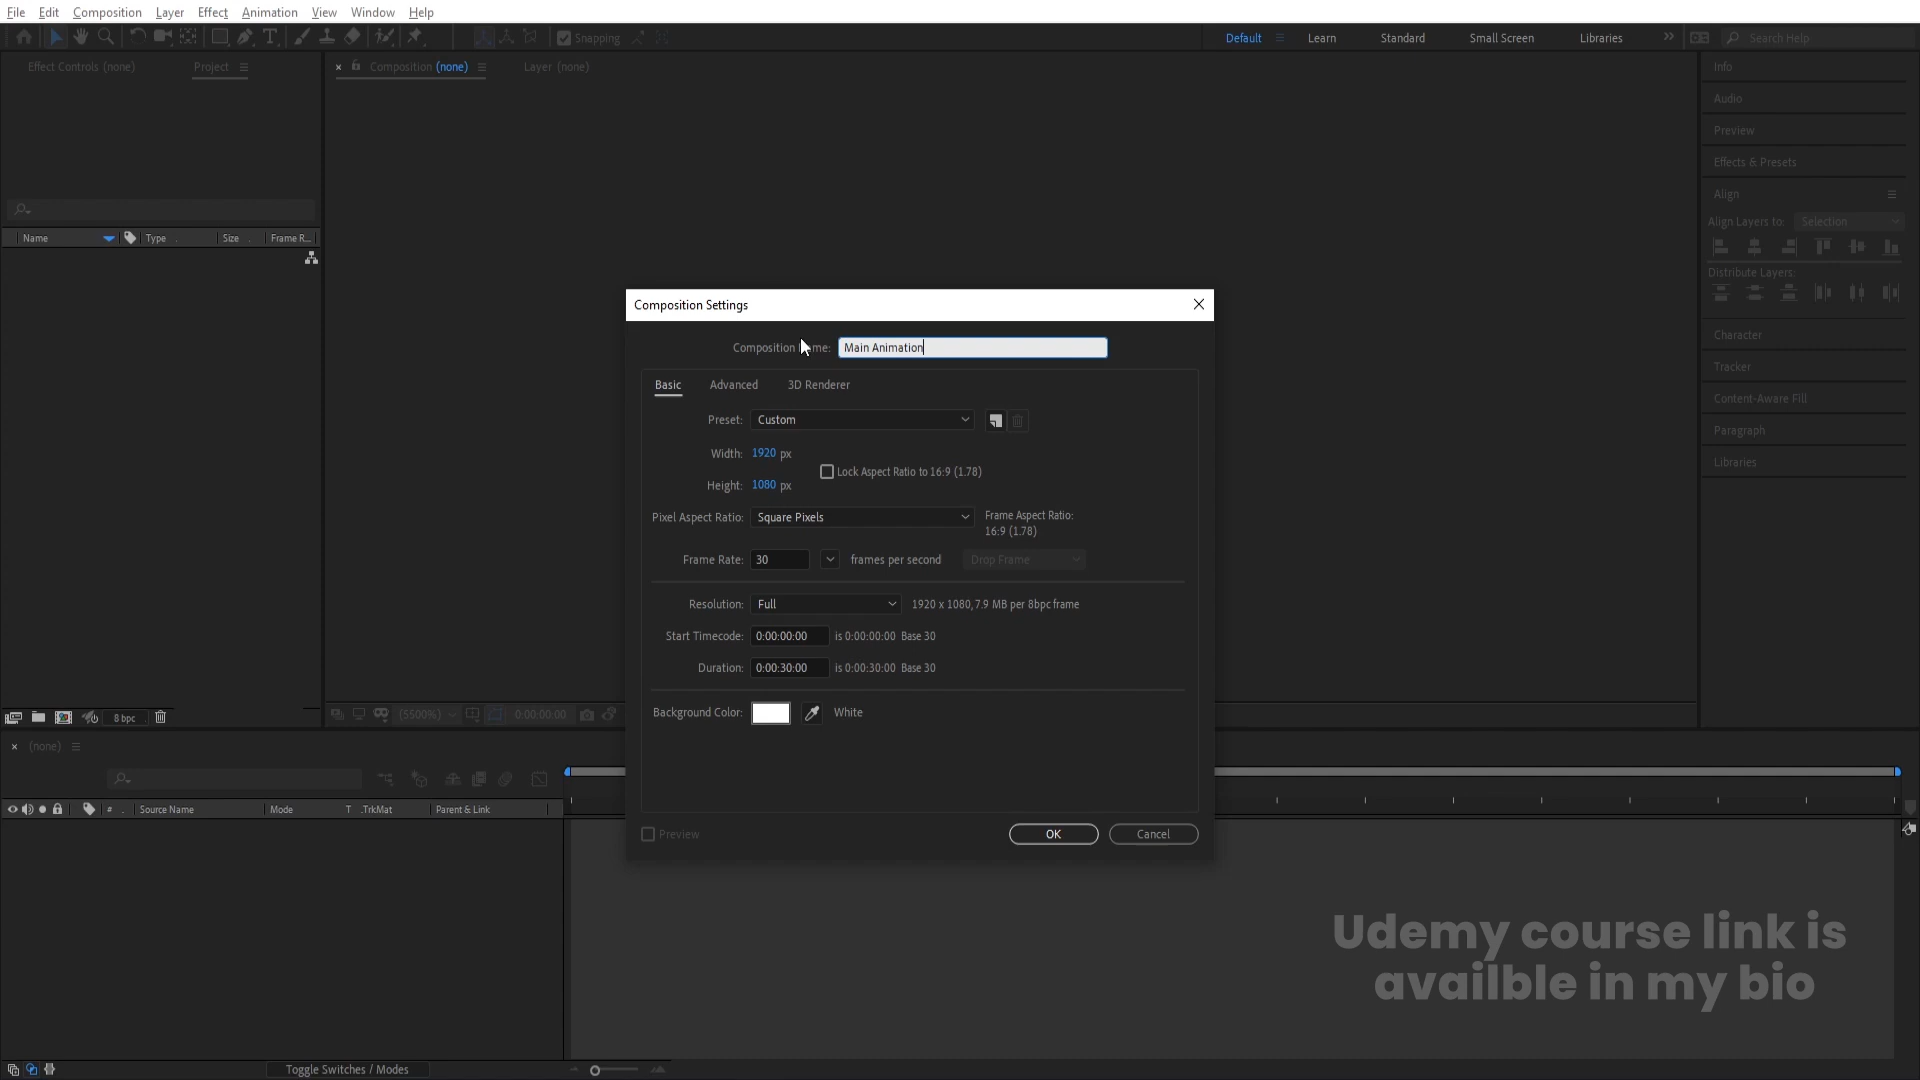 File Edit Composition Layer Effect Animation View Window Help
Snapping Default Learn Standard Small Screen Libraries Search Help
Effect Controls (none) Project Composition (none) Layer (none) Info
Audio
Preview
Effects & Presets
Align
Align Layers to: Selection
Name Type Size Frame R...
Distribute Layers:
Composition Settings
Character
Composition Name: Main Animation
Tracker
Basic Advanced 3D Renderer
Content-Aware Fill
Preset: Custom
Paragraph
Width: 1920 px
Libraries
Lock Aspect Ratio to 16:9 (1.78)
Height: 1080 px
Pixel Aspect Ratio: Square Pixels Frame Aspect Ratio:
16:9 (1.78)
Frame Rate: 30 frames per second Drop Frame
Resolution: Full 1920 x 1080, 7.9 MB per 8bpc frame
Start Timecode: 0:00:00:00 is 0:00:00:00 Base 30
Duration: 0:00:30:00 is 0:00:30:00 Base 30
Background Color: White
8 bpc (5500%) 0:00:00:00
(none)
# Source Name Mode T .TrkMat Parent & Link
Preview OK Cancel
Udemy course link is
availble in my bio
Toggle Switches / Modes